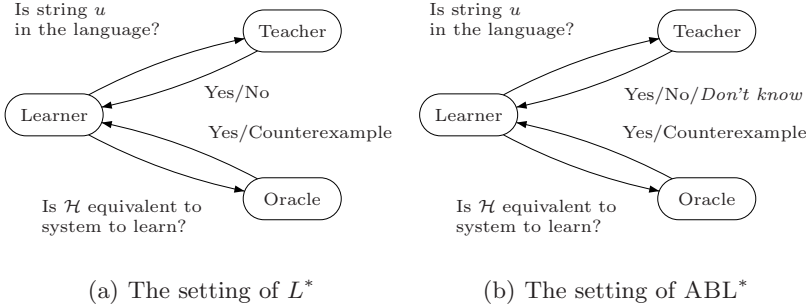 Is string u
in the language?
Teacher
Yes/No
Learner
Yes/Counterexample
Oracle
Is ℋ equivalent to
system to learn?
(a) The setting of L*
Is string u
in the language?
Teacher
Yes/No/Don't know
Learner
Yes/Counterexample
Oracle
Is ℋ equivalent to
system to learn?
(b) The setting of ABL*